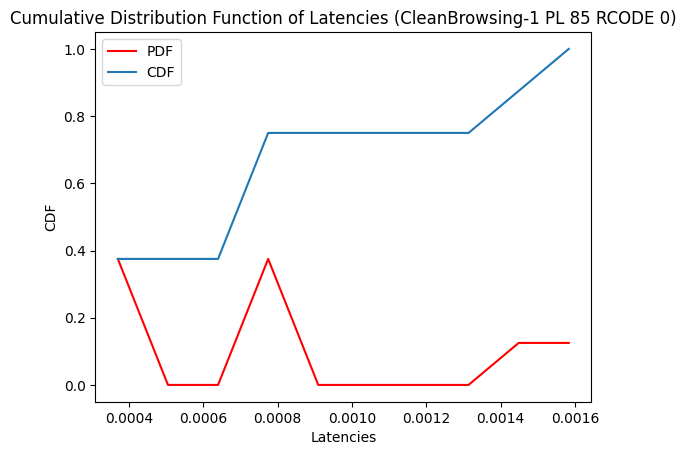 Cumulative Distribution Function of Latencies (CleanBrowsing-1 PL 85 RCODE 0)
PDF
CDF
1.0
0.8
0.6
0.4
0.2
0.0
CDF
0.0004 0.0006 0.0008 0.0010 0.0012 0.0014 0.0016
Latencies